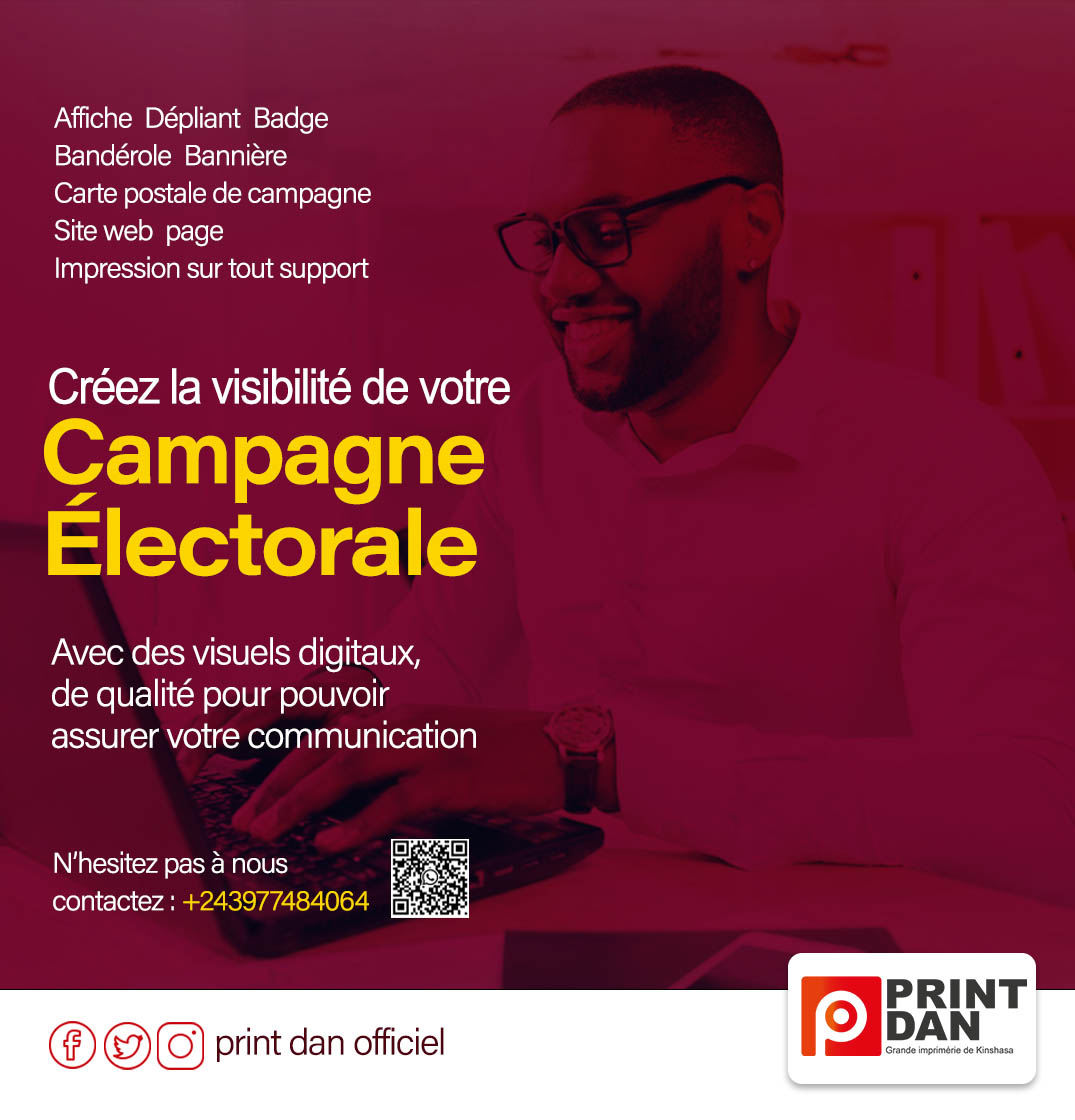 Affiche Dépliant Badge
Bandérole Bannière
Carte postale de campagne
Site web page
Impression sur tout support
Créez la visibilité de votre
Campagne
Électorale
Avec des visuels digitaux,
de qualité pour pouvoir
assurer votre communication
N'hesitez pas à nous
contactez : +243977484064
print dan officiel
PRINT
DAN
Grande imprimérie de Kinshasa